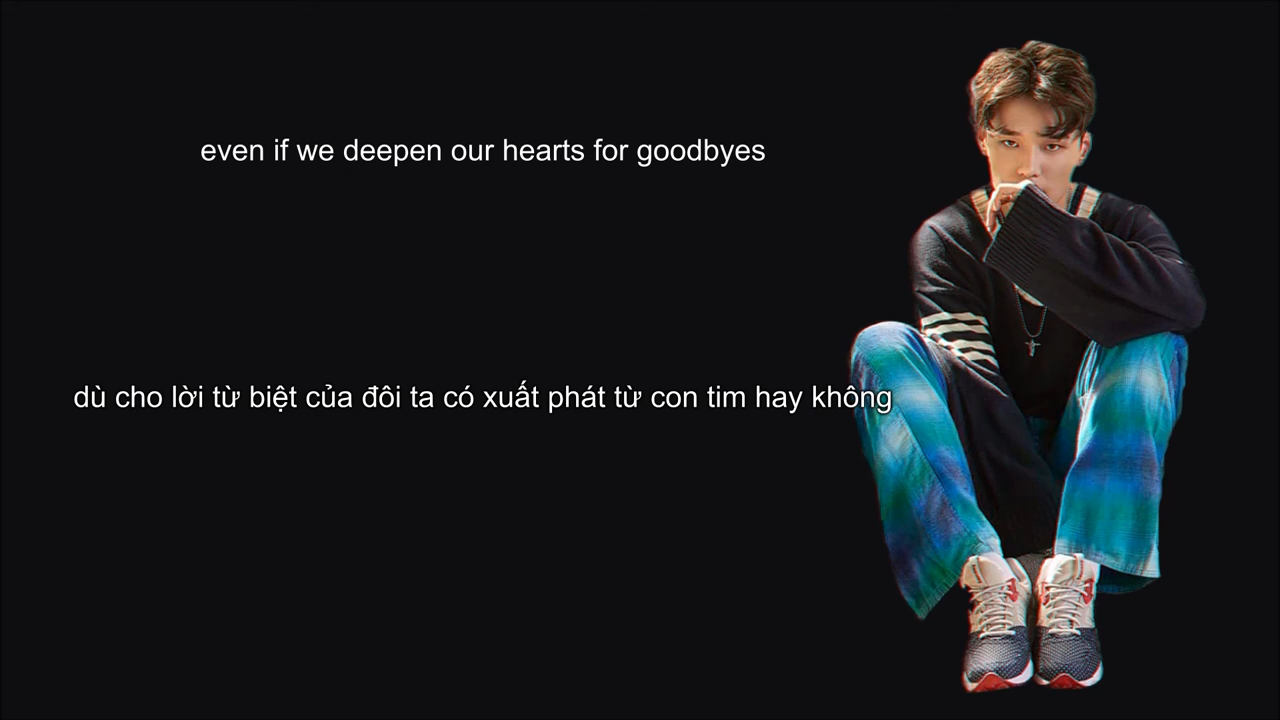 even if we deepen our hearts for goodbyes
dù cho lời từ biệt của đôi ta có xuất phát từ con tim hay không